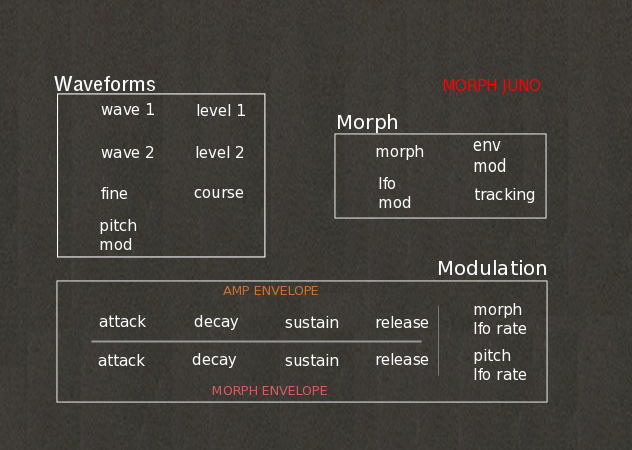 Waveforms
MORPH JUNO
wave 1 level 1
wave 2 level 2
fine course
pitch
mod
Morph
morph env
mod
lfo
mod
tracking
Modulation
AMP ENVELOPE
attack decay sustain release
morph
lfo rate
attack decay sustain release
pitch
lfo rate
MORPH ENVELOPE